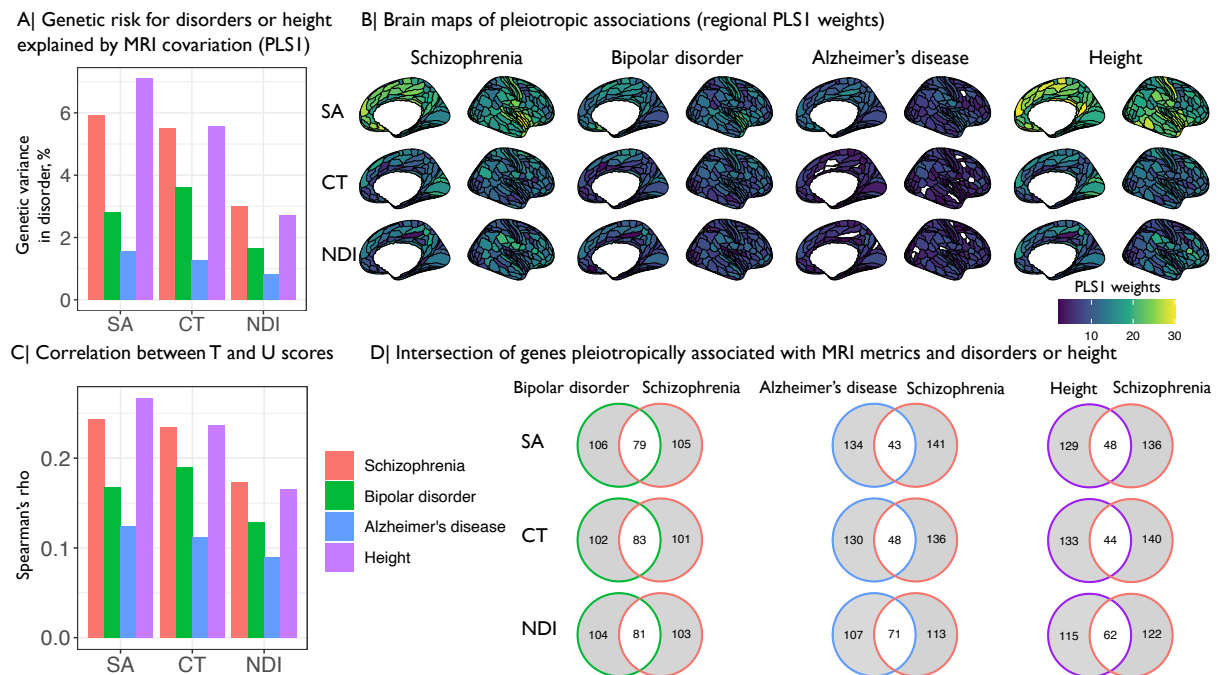 A| Genetic risk for disorders or height
explained by MRI covariation (PLS1)
Genetic variance
in disorder, %
6
4
2
0
SA
CT
NDI
B| Brain maps of pleiotropic associations (regional PLS1 weights)
Schizophrenia
Bipolar disorder
Alzheimer's disease
Height
SA
CT
NDI
PLS1 weights
10
20
30
C| Correlation between T and U scores
Spearman's rho
0.2
0.1
0.0
SA
CT
NDI
Schizophrenia
Bipolar disorder
Alzheimer's disease
Height
D| Intersection of genes pleiotropically associated with MRI metrics and disorders or height
Bipolar disorder Schizophrenia
Alzheimer's disease Schizophrenia
Height Schizophrenia
SA
106 79 105
134 43 141
129 48 136
CT
102 83 101
130 48 136
133 44 140
NDI
104 81 103
107 71 113
115 62 122